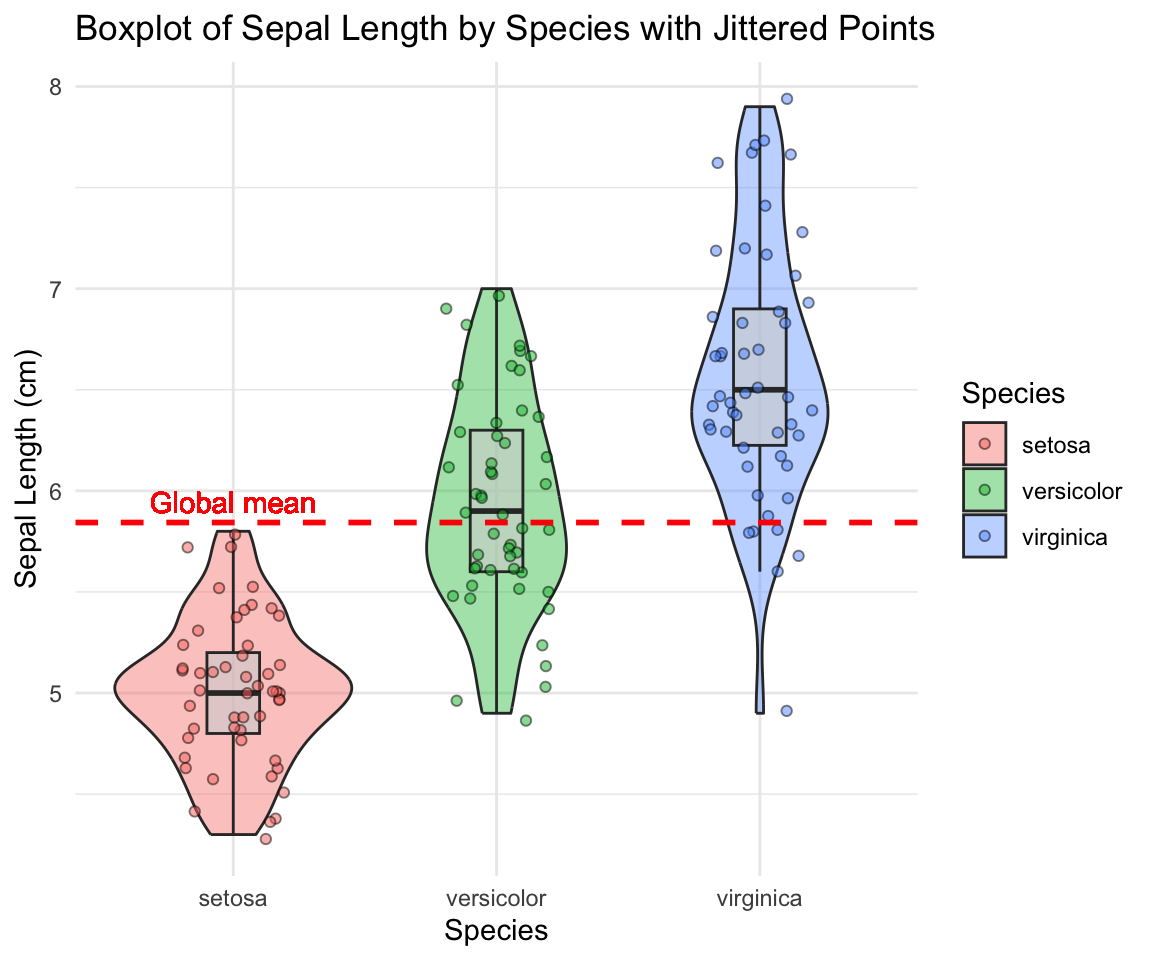 Boxplot of Sepal Length by Species with Jittered Points
8
7
6
5
Sepal Length (cm)
Global mean
setosa
versicolor
virginica
Species
Species
setosa
versicolor
virginica